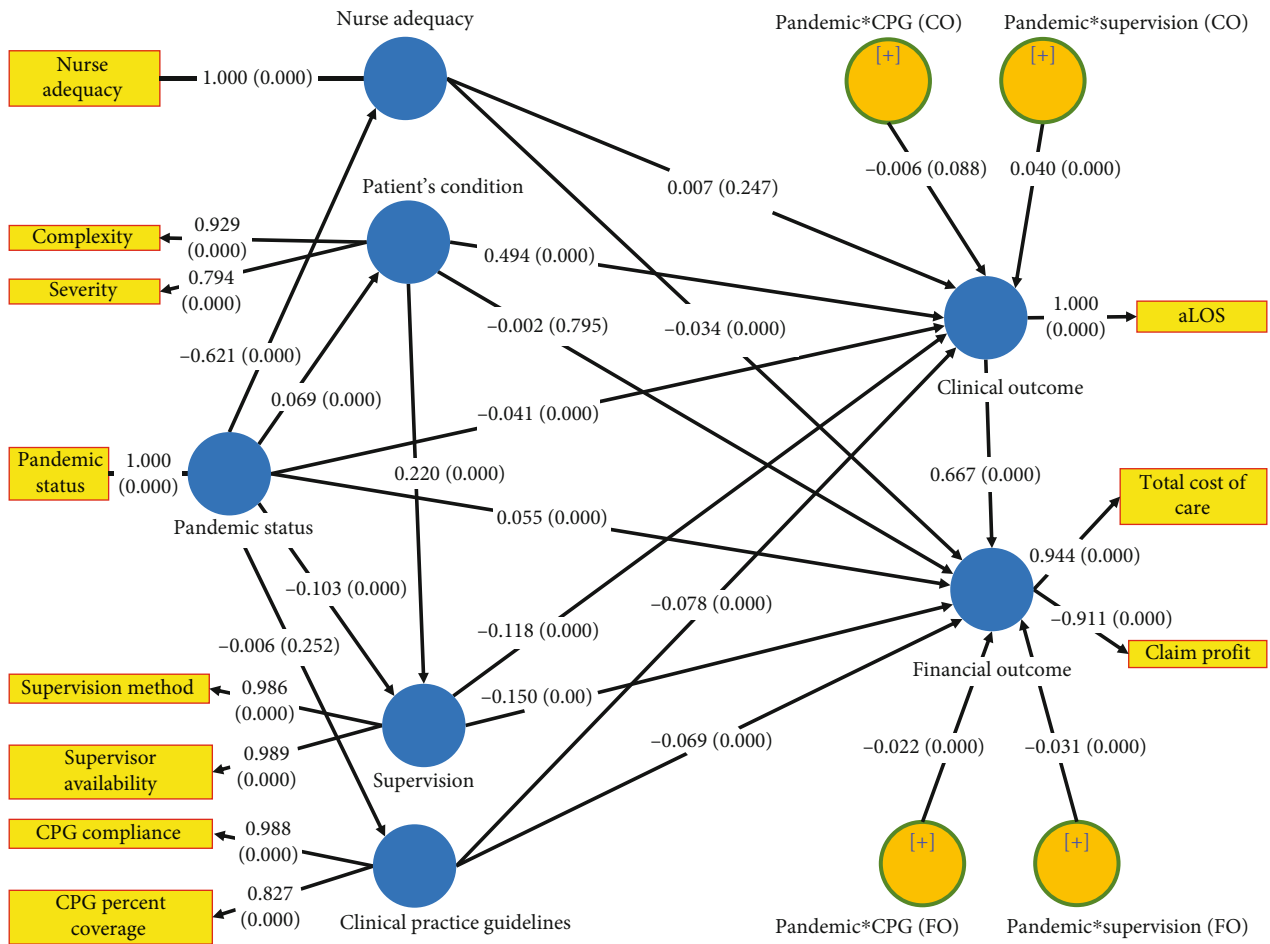 Nurse adequacy
Pandemic*CPG (CO)
Pandemic*supervision (CO)
Nurse
adequacy
1.000 (0.000)
[+]
[+]
–0.006 (0.088)
0.040 (0.000)
0.007 (0.247)
Patient's condition
Complexity
0.929
(0.000)
Severity
0.794
(0.000)
0.494 (0.000)
-0.002 (0.795)
–0.034 (0.000)
1.000
(0.000)
aLOS
Clinical outcome
–0.621 (0.000)
0.069 (0.000)
–0.041 (0.000)
Pandemic
status
1.000
(0.000)
Pandemic status
0.220 (0.000)
0.667 (0.000)
0.055 (0.000)
Total cost of
care
0.944 (0.000)
–0.911 (0.000)
Claim profit
Financial outcome
–0.103 (0.000)
–0.078 (0.000)
–0.006 (0.252)
–0.118 (0.000)
Supervision method
0.986
(0.000)
–0.150 (0.00)
Supervisor
availability
0.989
(0.000)
Supervision
–0.069 (0.000)
–0.022 (0.000)
–0.031 (0.000)
CPG compliance
0.988
(0.000)
CPG percent
coverage
0.827
(0.000)
Clinical practice guidelines
[+]
[+]
Pandemic*CPG (FO)
Pandemic*supervision (FO)